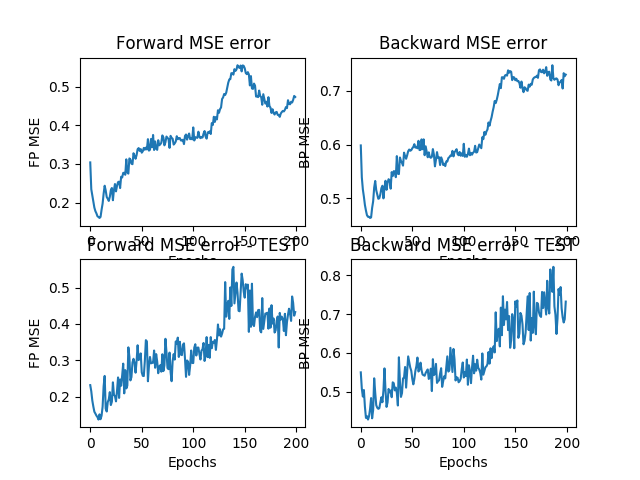 Forward MSE error
Backward MSE error
0.5
0.4
0.3
0.2
FP MSE
0 50 100 150 200
Epochs
0.7
0.6
0.5
BP MSE
0 50 100 150 200
Epochs
Forward MSE error - TEST
Backward MSE error - TEST
0.5
0.4
0.3
0.2
FP MSE
0 50 100 150 200
Epochs
0.8
0.7
0.6
0.5
BP MSE
0 50 100 150 200
Epochs